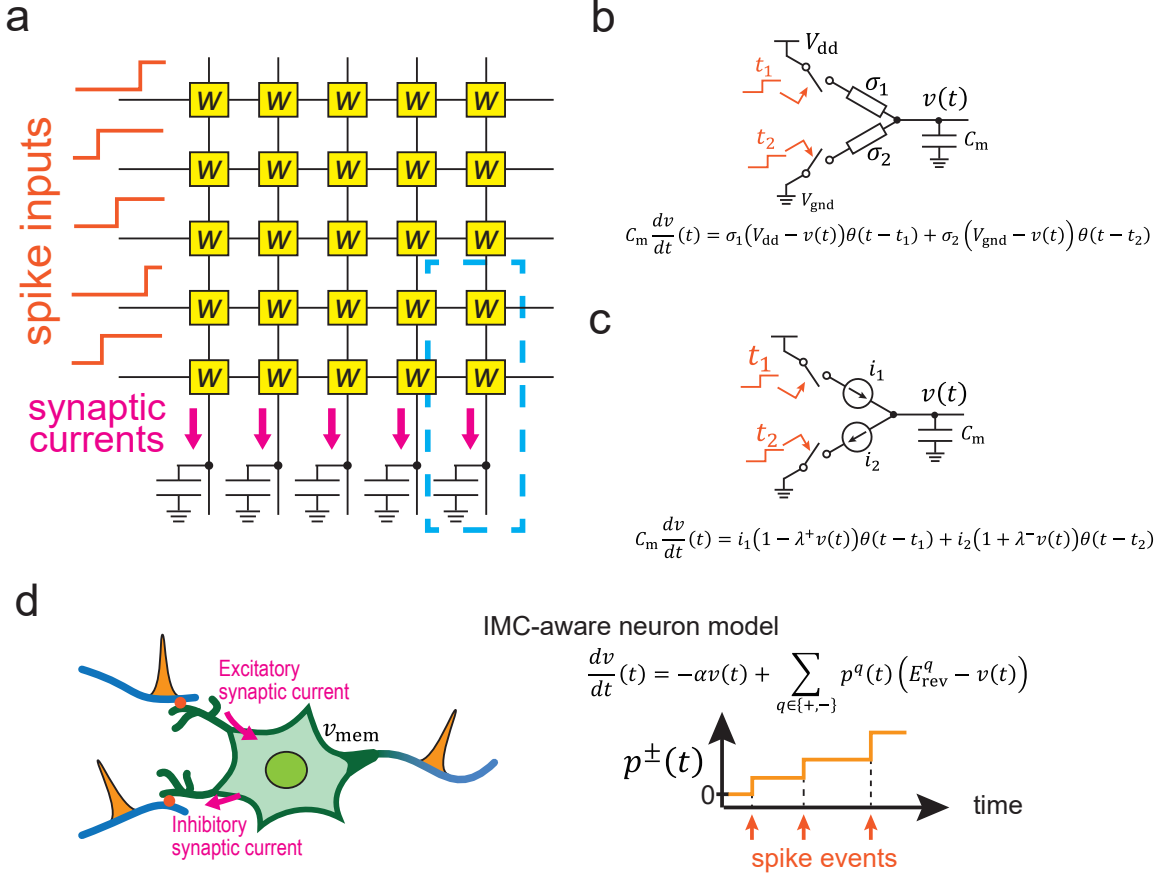 a
spike inputs
w w w w w
w w w w w
w w w w w
w w w w w
w w w w w
synaptic
currents
b
V_dd
t_1
σ_1
v(t)
t_2
σ_2
C_m
V_gnd
C_m dv/dt (t) = σ_1(V_dd − v(t))θ(t − t_1) + σ_2 (V_gnd − v(t)) θ(t − t_2)
c
t_1
i_1
v(t)
t_2
i_2
C_m
C_m dv/dt (t) = i_1(1 − λ^+ v(t))θ(t − t_1) + i_2(1 + λ^− v(t))θ(t − t_2)
d
Excitatory
synaptic current
v_mem
Inhibitory
synaptic current
IMC-aware neuron model
dv/dt (t) = −αv(t) + ∑_{q∈{+,−}} p^q(t) (E_rev^q − v(t))
p^±(t)
0
time
spike events